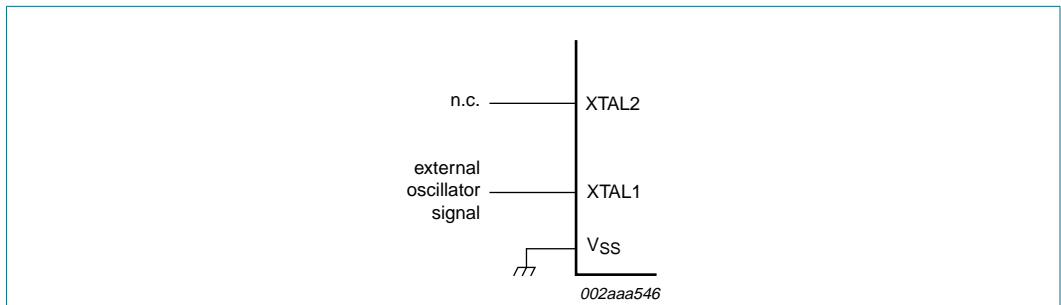 n.c.
XTAL2
external
oscillator
signal
XTAL1
VSS
002aaa546